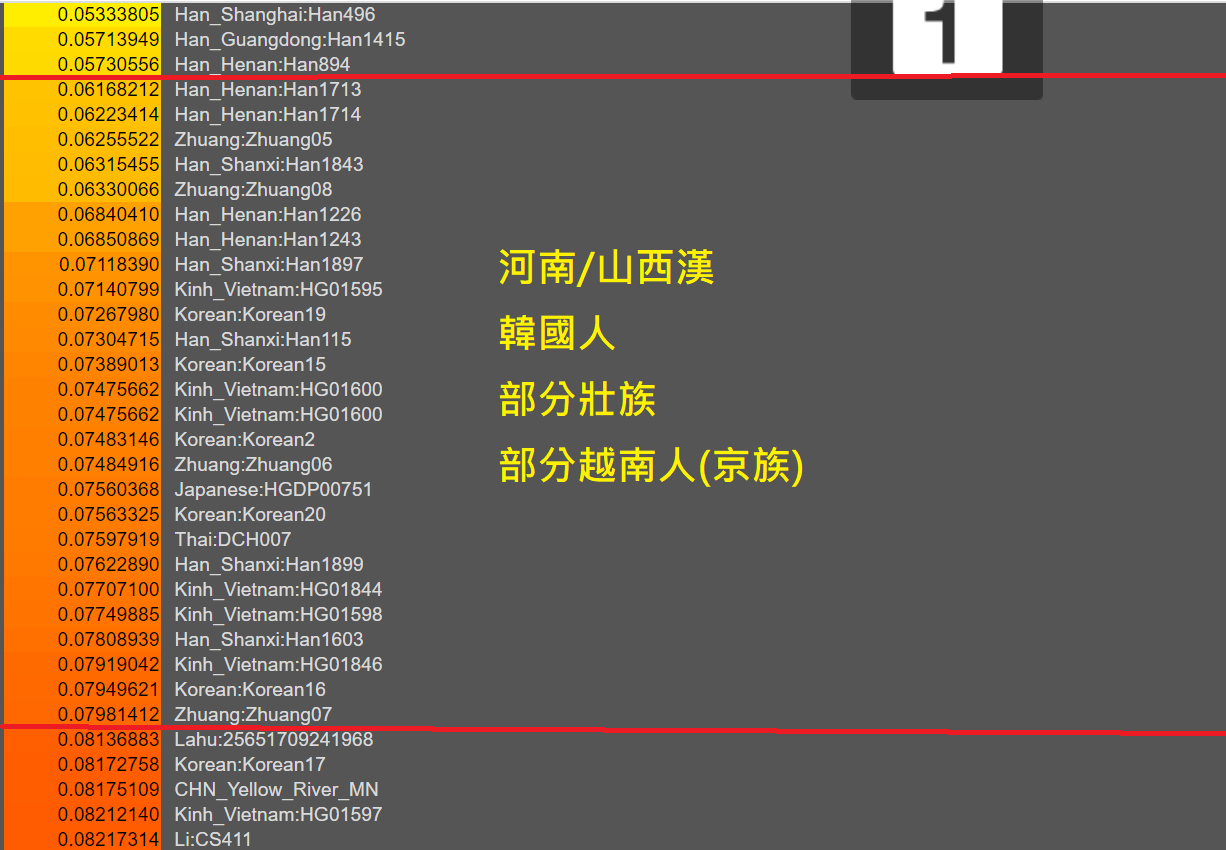 0.05333805 Han_Shanghai:Han496
1
0.05713949 Han_Guangdong:Han1415
0.05730556 Han_Henan:Han894
0.06168212 Han_Henan:Han1713
0.06223414 Han_Henan:Han1714
0.06255522 Zhuang:Zhuang05
0.06315455 Han_Shanxi:Han1843
0.06330066 Zhuang:Zhuang08
0.06840410 Han_Henan:Han1226
0.06850869 Han_Henan:Han1243
河南/山西漢
0.07118390 Han_Shanxi:Han1897
0.07140799 Kinh_Vietnam:HG01595
0.07267980 Korean:Korean19
韓國人
0.07304715 Han_Shanxi:Han115
0.07389013 Korean:Korean15
0.07475662 Kinh_Vietnam:HG01600
部分壯族
0.07475662 Kinh_Vietnam:HG01600
0.07483146 Korean:Korean2
0.07484916 Zhuang:Zhuang06
部分越南人(京族)
0.07560368 Japanese:HGDP00751
0.07563325 Korean:Korean20
0.07597919 Thai:DCH007
0.07622890 Han_Shanxi:Han1899
0.07707100 Kinh_Vietnam:HG01844
0.07749885 Kinh_Vietnam:HG01598
0.07808939 Han_Shanxi:Han1603
0.07919042 Kinh_Vietnam:HG01846
0.07949621 Korean:Korean16
0.07981412 Zhuang:Zhuang07
0.08136883 Lahu:25651709241968
0.08172758 Korean:Korean17
0.08175109 CHN_Yellow_River_MN
0.08212140 Kinh_Vietnam:HG01597
0.08217314 Li:CS411